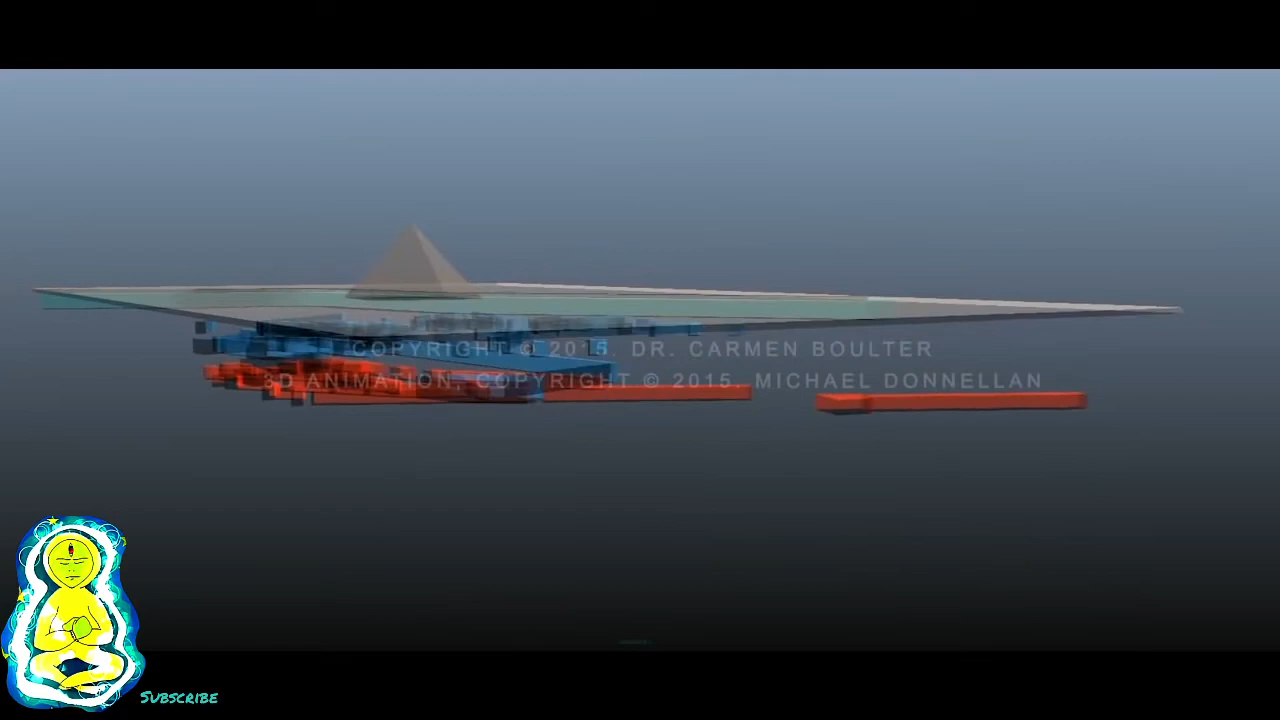 COPYRIGHT © 2015. DR. CARMEN BOULTER
3D ANIMATION, COPYRIGHT © 2015, MICHAEL DONNELLAN
SUBSCRIBE